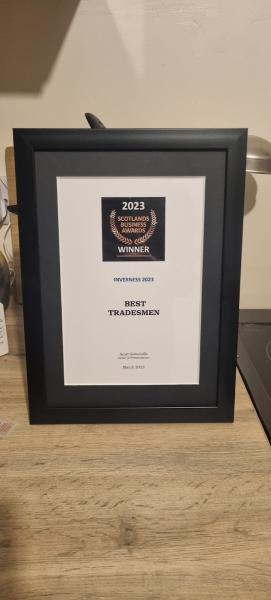 2023
SCOTLANDS
BUSINESS
AWARDS
WINNER
INVERNESS 2023
BEST
TRADESMEN
March 2023